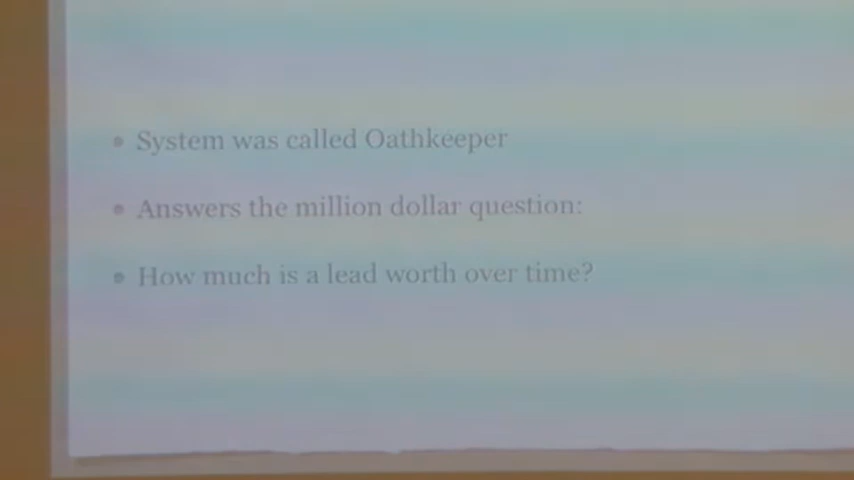 • System was called Oathkeeper
• Answers the million dollar question:
• How much is a lead worth over time?